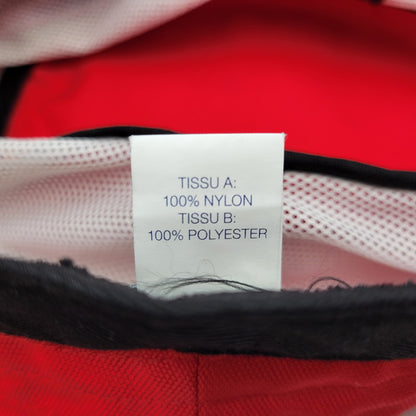 TISSU A:
100% NYLON
TISSU B:
100% POLYESTER